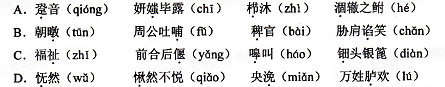 A. 跫音（qióng） 妍媸毕露（chī） 栉沐（zhì） 涸辙之鲋（hé）
B. 朝暾（tūn） 周公吐哺（fǔ） 稗官（bài） 胁肩谄笑（chǎn）
C. 福祉（zhǐ） 前合后偃（yǎng） 嗥叫（háo） 钿头银篦（diàn）
D. 怃然（wǔ） 愀然不悦（qiǎo） 央浼（miǎn） 万姓胪欢（lú）